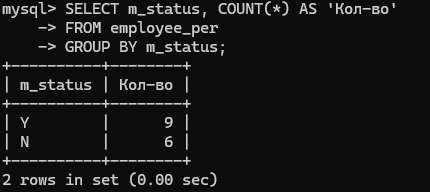 mysql> SELECT m_status, COUNT(*) AS 'Кол-во'
    -> FROM employee_per
    -> GROUP BY m_status;
+----------+--------+
| m_status | Кол-во |
+----------+--------+
| Y        |      9 |
| N        |      6 |
+----------+--------+
2 rows in set (0.00 sec)